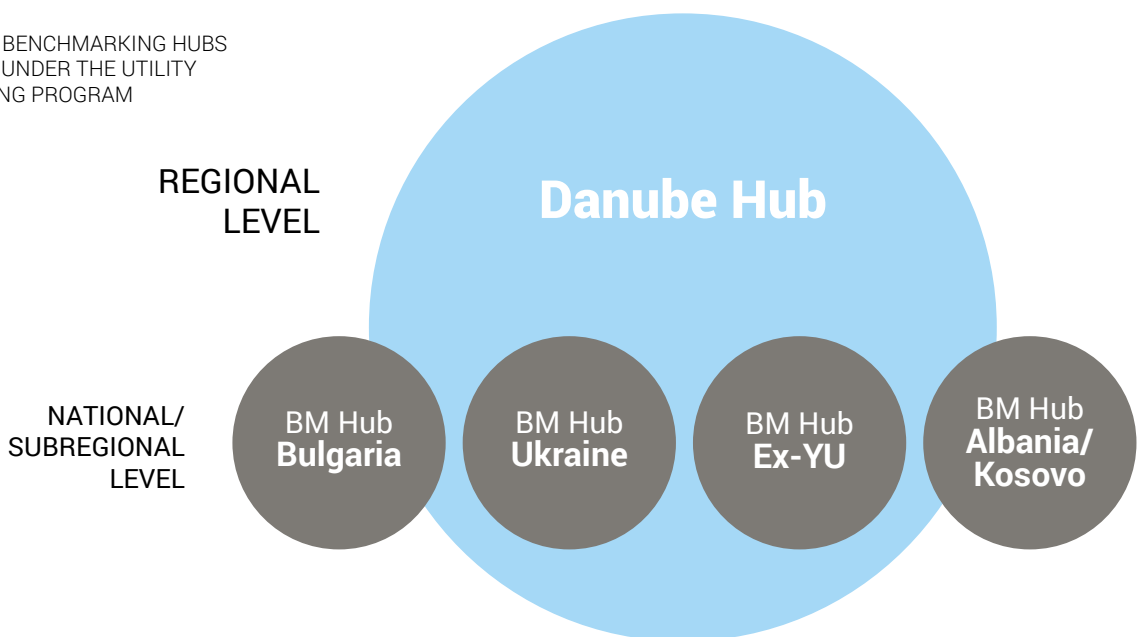 BENCHMARKING HUBS
UNDER THE UTILITY
NG PROGRAM
REGIONAL
LEVEL
Danube Hub
NATIONAL/
SUBREGIONAL
LEVEL
BM Hub
Bulgaria
BM Hub
Ukraine
BM Hub
Ex-YU
BM Hub
Albania/
Kosovo